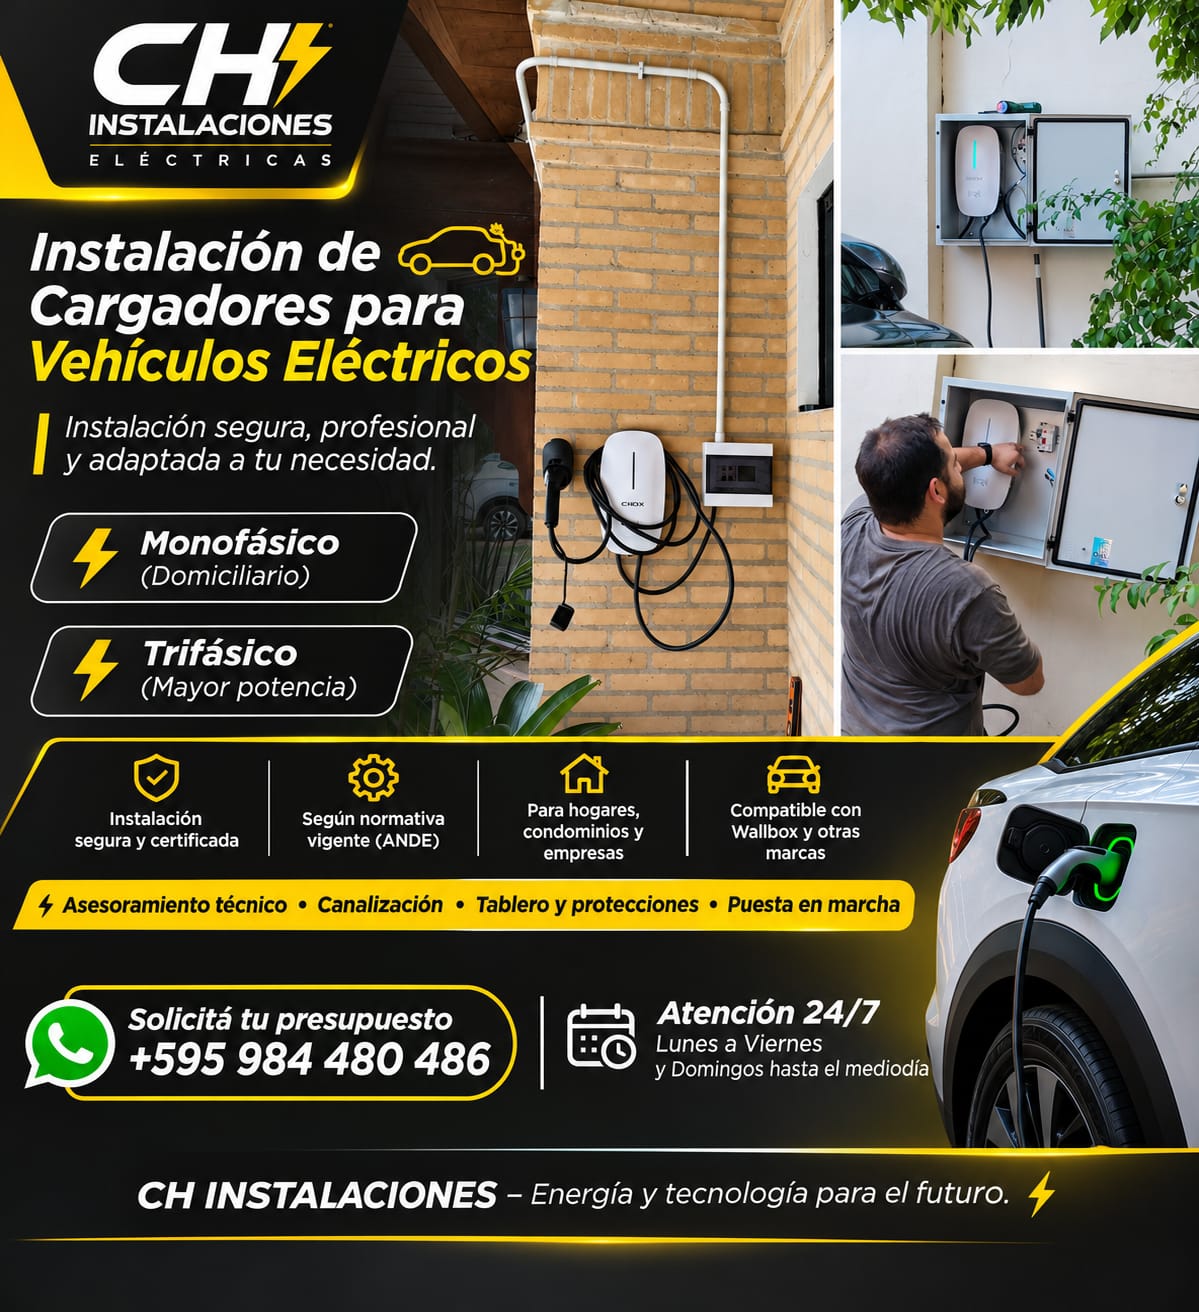 CH
INSTALACIONES
ELÉCTRICAS
Instalación de
Cargadores para
Vehículos Eléctricos
Instalación segura, profesional
y adaptada a tu necesidad.
Monofásico
(Domiciliario)
Trifásico
(Mayor potencia)
Instalación
segura y certificada
Según normativa
vigente (ANDE)
Para hogares,
condominios y
empresas
Compatible con
Wallbox y otras
marcas
Asesoramiento técnico • Canalización • Tablero y protecciones • Puesta en marcha
Solicitá tu presupuesto
+595 984 480 486
Atención 24/7
Lunes a Viernes
y Domingos hasta el mediodía
CH INSTALACIONES – Energía y tecnología para el futuro.